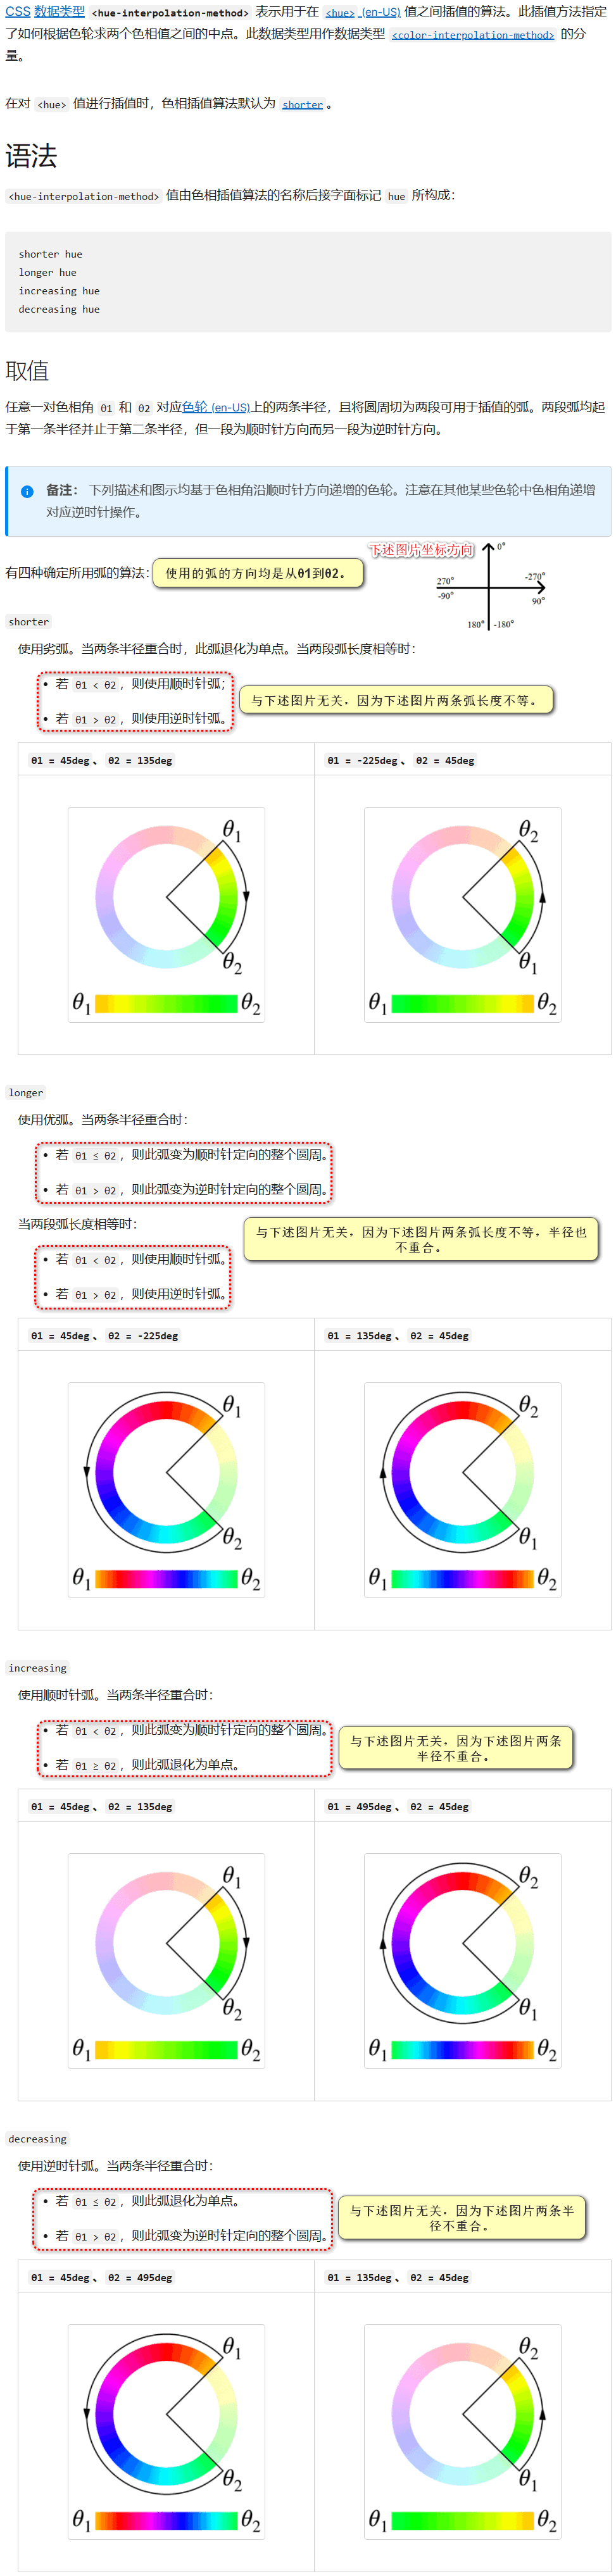 CSS 数据类型 <hue-interpolation-method> 表示用于在 <hue> (en-US) 值之间插值的算法。此插值方法指定
了如何根据色轮求两个色相值之间的中点。此数据类型用作数据类型 <color-interpolation-method> 的分
量。
在对 <hue> 值进行插值时，色相插值算法默认为 shorter。
语法
<hue-interpolation-method> 值由色相插值算法的名称后接字面标记 hue 所构成：
shorter hue
longer hue
increasing hue
decreasing hue
取值
任意一对色相角 θ1 和 θ2 对应色轮 (en-US)上的两条半径，且将圆周切为两段可用于插值的弧。两段弧均起
于第一条半径并止于第二条半径，但一段为顺时针方向而另一段为逆时针方向。
备注： 下列描述和图示均基于色相角沿顺时针方向递增的色轮。注意在其他某些色轮中色相角递增
对应逆时针操作。
下述图片坐标方向
0°
有四种确定所用弧的算法：
使用的弧的方向均是从θ1到θ2。
270°
-270°
-90°
90°
180°
-180°
shorter
使用劣弧。当两条半径重合时，此弧退化为单点。当两段弧长度相等时：
• 若 θ1 < θ2，则使用顺时针弧；
• 若 θ1 > θ2，则使用逆时针弧。
与下述图片无关，因为下述图片两条弧长度不等。
θ1 = 45deg、 θ2 = 135deg
θ1 = -225deg、 θ2 = 45deg
θ1
θ2
θ1 θ2
θ2
θ1
θ1 θ2
longer
使用优弧。当两条半径重合时：
• 若 θ1 ≤ θ2，则此弧变为顺时针定向的整个圆周。
• 若 θ1 > θ2，则此弧变为逆时针定向的整个圆周。
当两段弧长度相等时：
• 若 θ1 < θ2，则使用顺时针弧。
• 若 θ1 > θ2，则使用逆时针弧。
与下述图片无关，因为下述图片两条弧长度不等，半径也
不重合。
θ1 = 45deg、 θ2 = -225deg
θ1 = 135deg、 θ2 = 45deg
θ1
θ2
θ1 θ2
θ2
θ1
θ1 θ2
increasing
使用顺时针弧。当两条半径重合时：
• 若 θ1 < θ2，则此弧变为顺时针定向的整个圆周。
• 若 θ1 ≥ θ2，则此弧退化为单点。
与下述图片无关，因为下述图片两条
半径不重合。
θ1 = 45deg、 θ2 = 135deg
θ1 = 495deg、 θ2 = 45deg
θ1
θ2
θ1 θ2
θ2
θ1
θ1 θ2
decreasing
使用逆时针弧。当两条半径重合时：
• 若 θ1 ≤ θ2，则此弧退化为单点。
• 若 θ1 > θ2，则此弧变为逆时针定向的整个圆周。
与下述图片无关，因为下述图片两条半
径不重合。
θ1 = 45deg、 θ2 = 495deg
θ1 = 135deg、 θ2 = 45deg
θ1
θ2
θ1 θ2
θ2
θ1
θ1 θ2